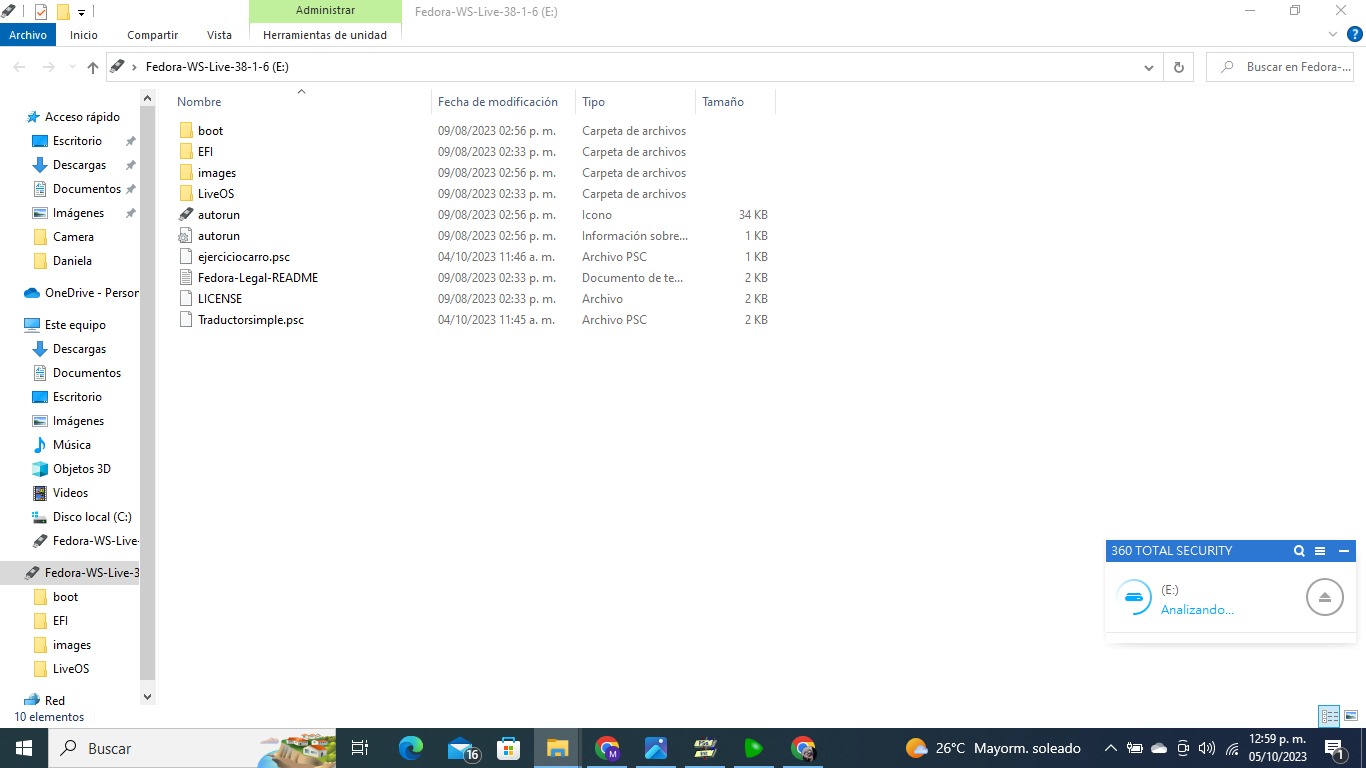 Administrar
Fedora-WS-Live-38-1-6 (E:)
Archivo
Inicio
Compartir
Vista
Herramientas de unidad
?
Fedora-WS-Live-38-1-6 (E:)
Buscar en Fedora-...
Nombre
Fecha de modificación
Tipo
Tamaño
boot 09/08/2023 02:56 p. m. Carpeta de archivos
EFI 09/08/2023 02:33 p. m. Carpeta de archivos
images 09/08/2023 02:56 p. m. Carpeta de archivos
LiveOS 09/08/2023 02:33 p. m. Carpeta de archivos
autorun 09/08/2023 02:56 p. m. Icono 34 KB
autorun 09/08/2023 02:56 p. m. Información sobre... 1 KB
ejerciciocarro.psc 04/10/2023 11:46 a. m. Archivo PSC 1 KB
Fedora-Legal-README 09/08/2023 02:33 p. m. Documento de te... 2 KB
LICENSE 09/08/2023 02:33 p. m. Archivo 2 KB
Traductorsimple.psc 04/10/2023 11:45 a. m. Archivo PSC 2 KB
Acceso rápido
Escritorio
Descargas
Documentos
Imágenes
Camera
Daniela
OneDrive - Person
Este equipo
Descargas
Documentos
Escritorio
Imágenes
Música
Objetos 3D
Videos
Disco local (C:)
Fedora-WS-Live-
Fedora-WS-Live-3
boot
EFI
images
LiveOS
Red
10 elementos
360 TOTAL SECURITY
(E:)
Analizando...
Buscar
16
M
26°C Mayorm. soleado
12:59 p. m.
05/10/2023
1